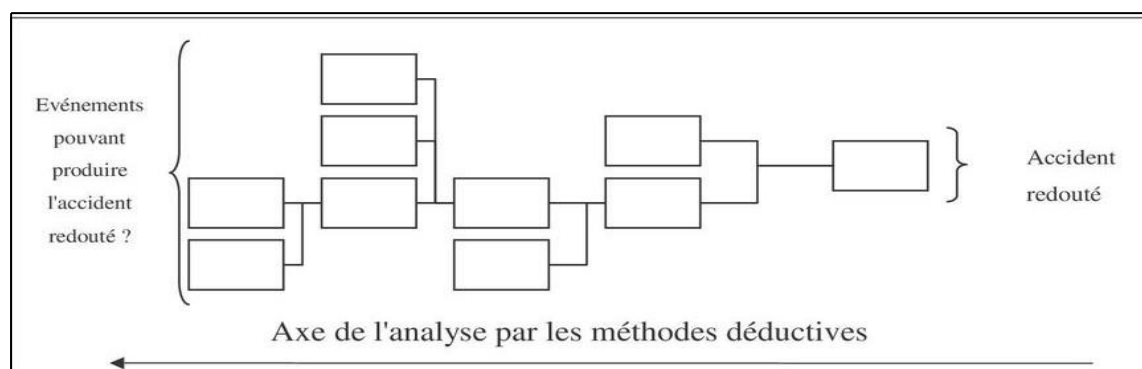 Evénements
pouvant
produire
l'accident
redouté ?
Accident
redouté
Axe de l'analyse par les méthodes déductives